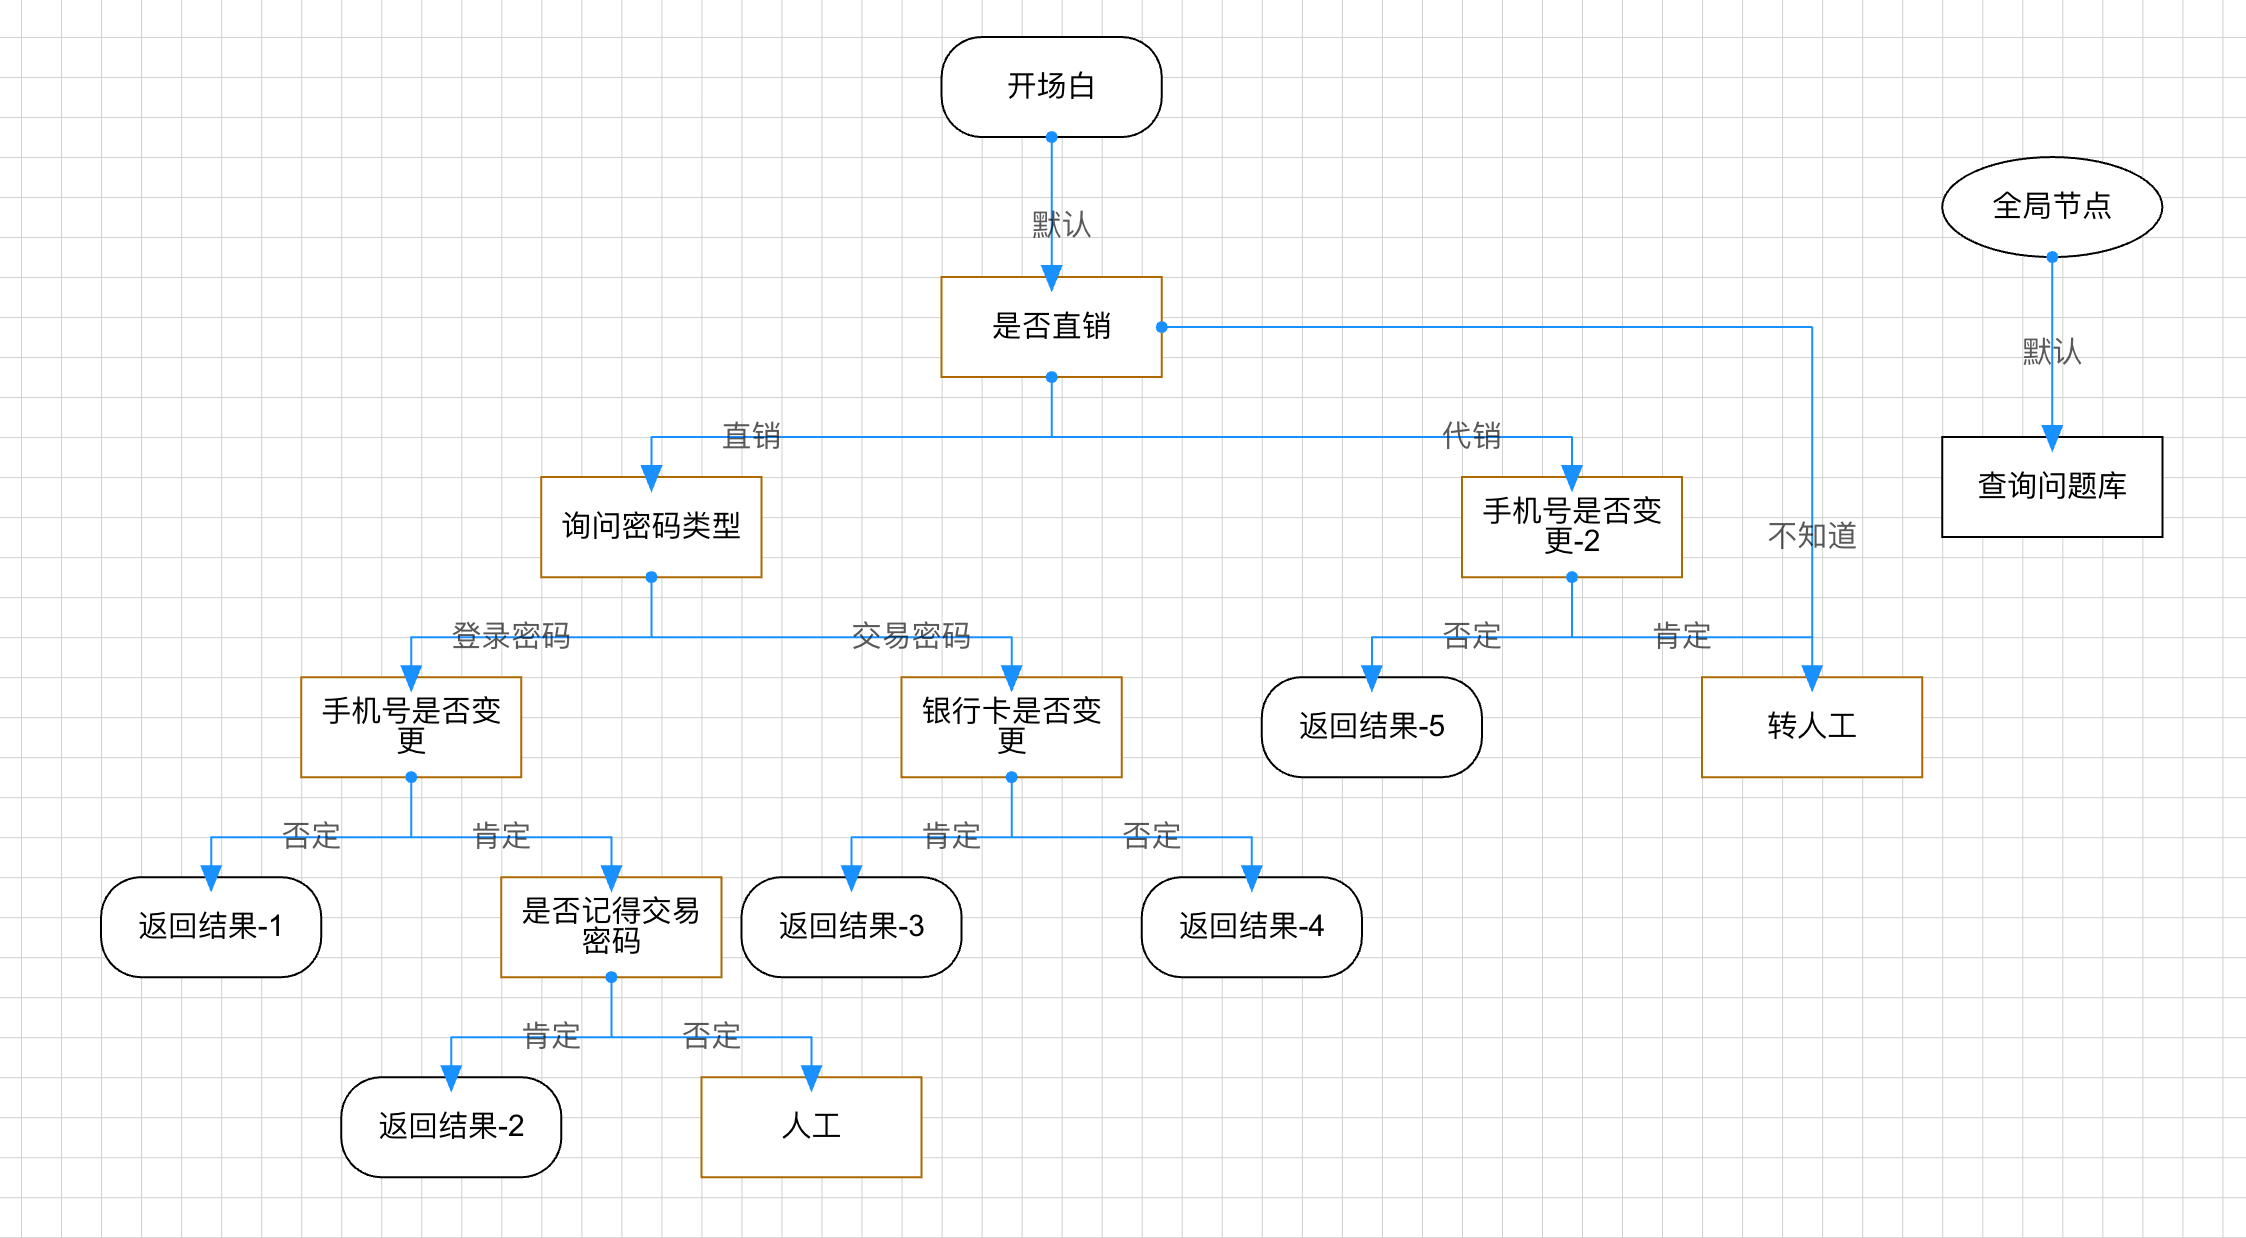 开场白
全局节点
默认
是否直销
默认
直销
代销
查询问题库
询问密码类型
手机号是否变
更-2
不知道
登录密码
交易密码
否定
肯定
手机号是否变
更
银行卡是否变
更
返回结果-5
转人工
否定
肯定
肯定
否定
返回结果-1
是否记得交易
密码
返回结果-3
返回结果-4
肯定
否定
返回结果-2
人工